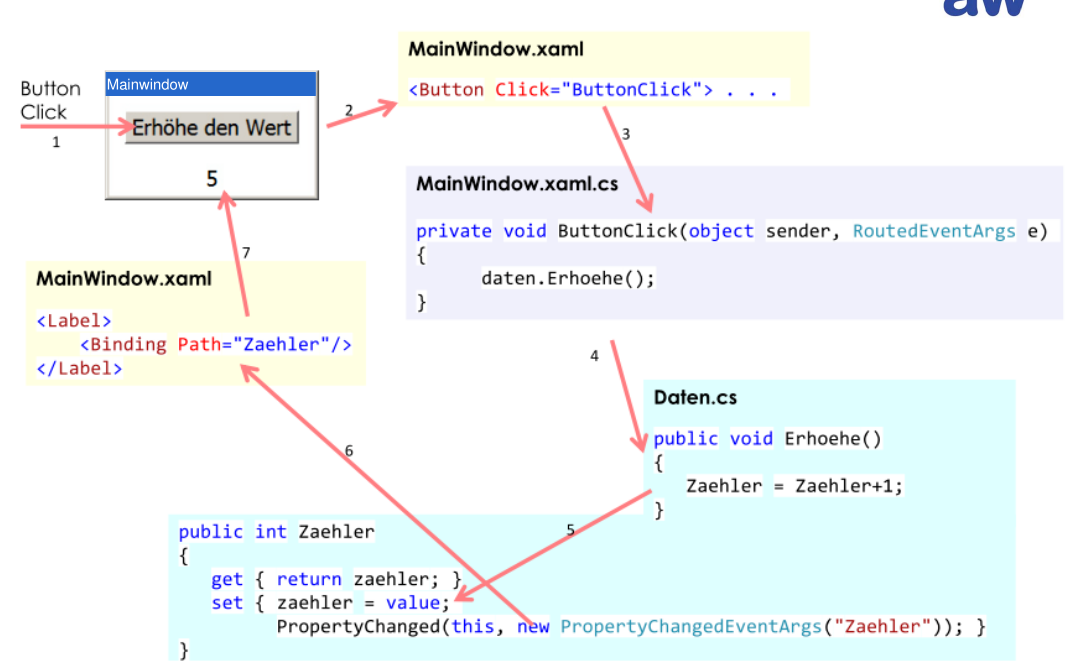 aw
MainWindow.xaml
<Button Click="ButtonClick"> . . .
Button
Click
1
Mainwindow
Erhöhe den Wert
5
2
3
MainWindow.xaml.cs
private void ButtonClick(object sender, RoutedEventArgs e)
{
daten.Erhoehe();
}
7
MainWindow.xaml
<Label>
<Binding Path="Zaehler"/>
</Label>
4
Daten.cs
public void Erhoehe()
{
Zaehler = Zaehler+1;
}
6
5
public int Zaehler
{
get { return zaehler; }
set { zaehler = value;
PropertyChanged(this, new PropertyChangedEventArgs("Zaehler")); }
}